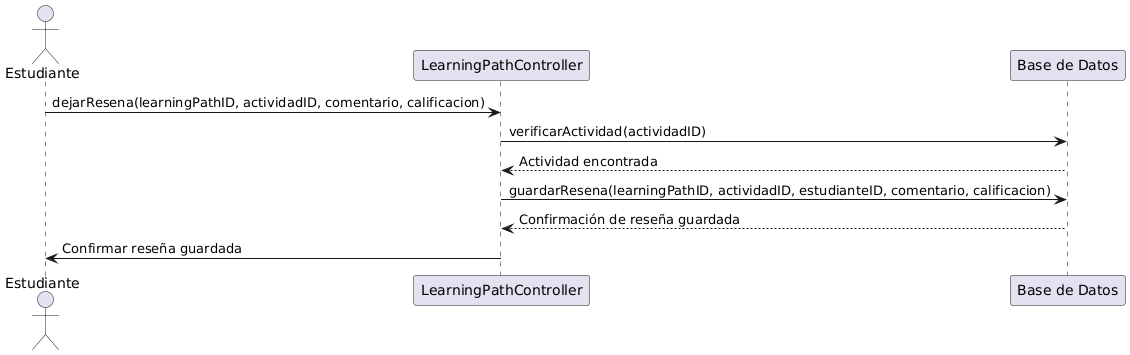 Estudiante
LearningPathController
Base de Datos
dejarResena(learningPathID, actividadID, comentario, calificacion)
verificarActividad(actividadID)
Actividad encontrada
guardarResena(learningPathID, actividadID, estudianteID, comentario, calificacion)
Confirmación de reseña guardada
Confirmar reseña guardada
Estudiante
LearningPathController
Base de Datos